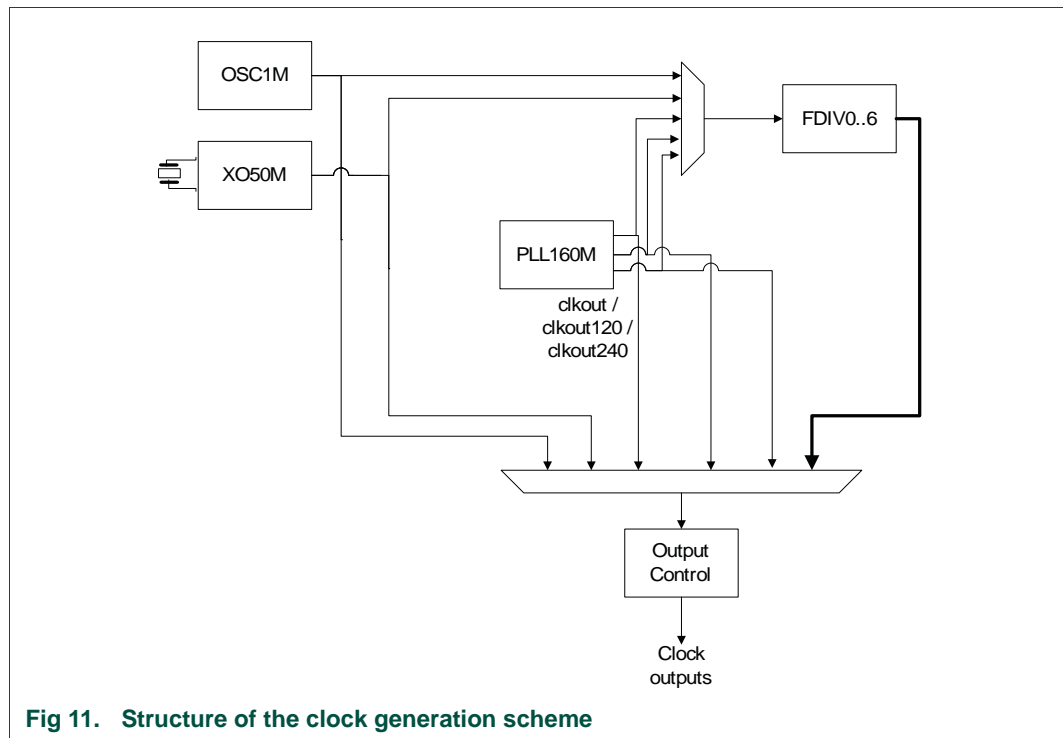 OSC1M
FDIV0..6
XO50M
PLL160M
clkout /
clkout120 /
clkout240
Output
Control
Clock
outputs
Fig 11. Structure of the clock generation scheme